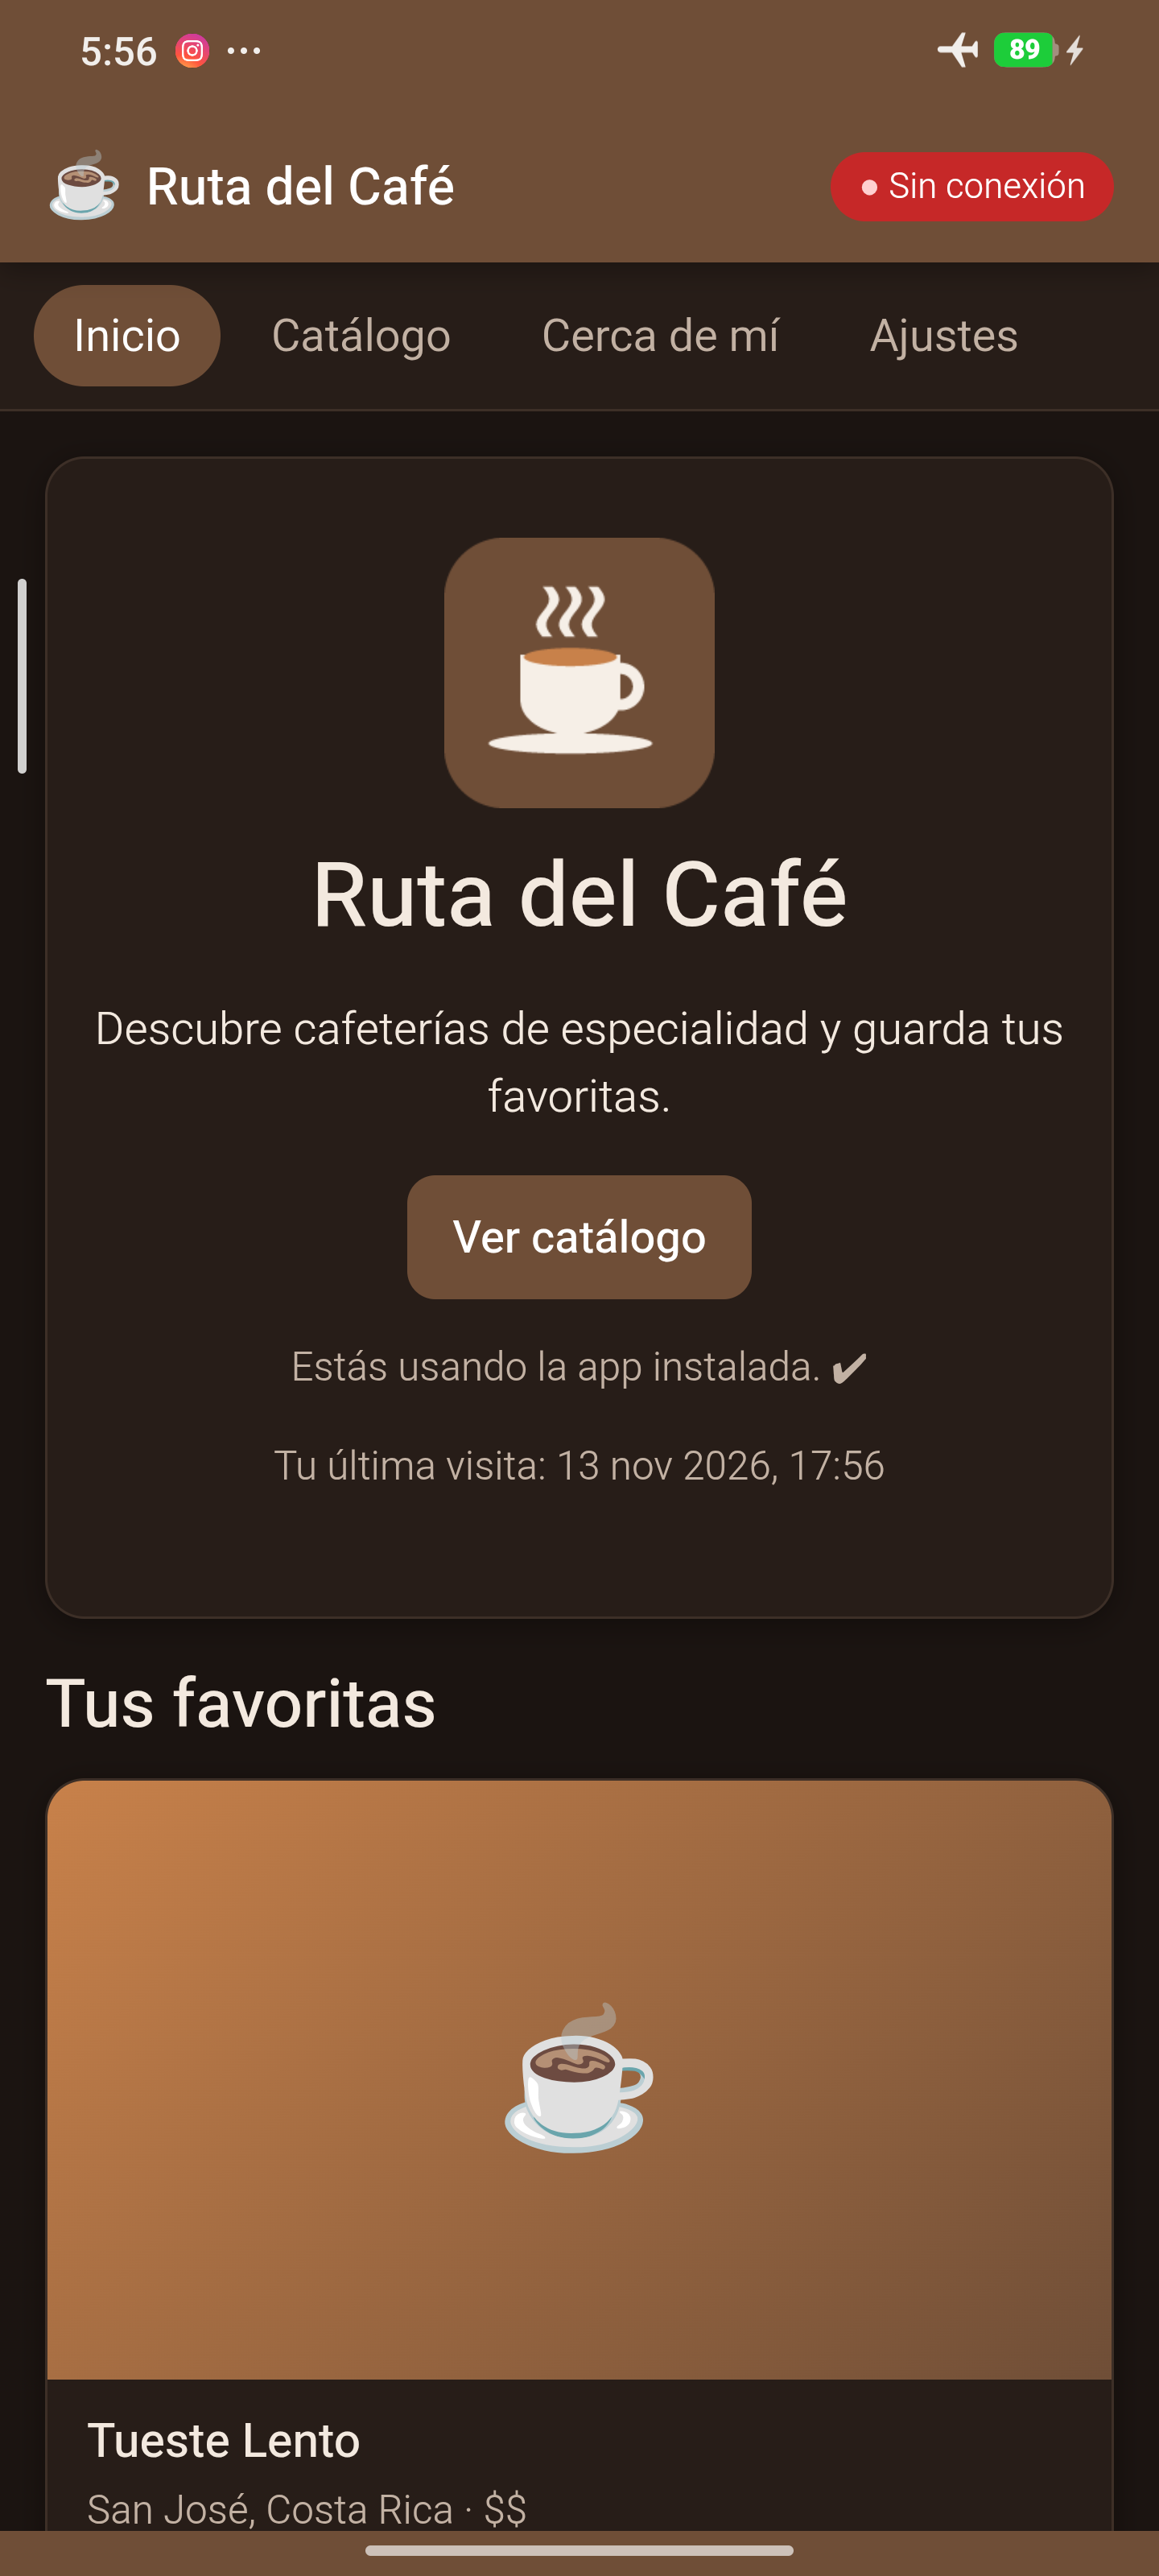 5:56
89
Ruta del Café
Sin conexión
Inicio
Catálogo
Cerca de mí
Ajustes
Ruta del Café
Descubre cafeterías de especialidad y guarda tus
favoritas.
Ver catálogo
Estás usando la app instalada. ✔
Tu última visita: 13 nov 2026, 17:56
Tus favoritas
Tueste Lento
San José, Costa Rica · $$